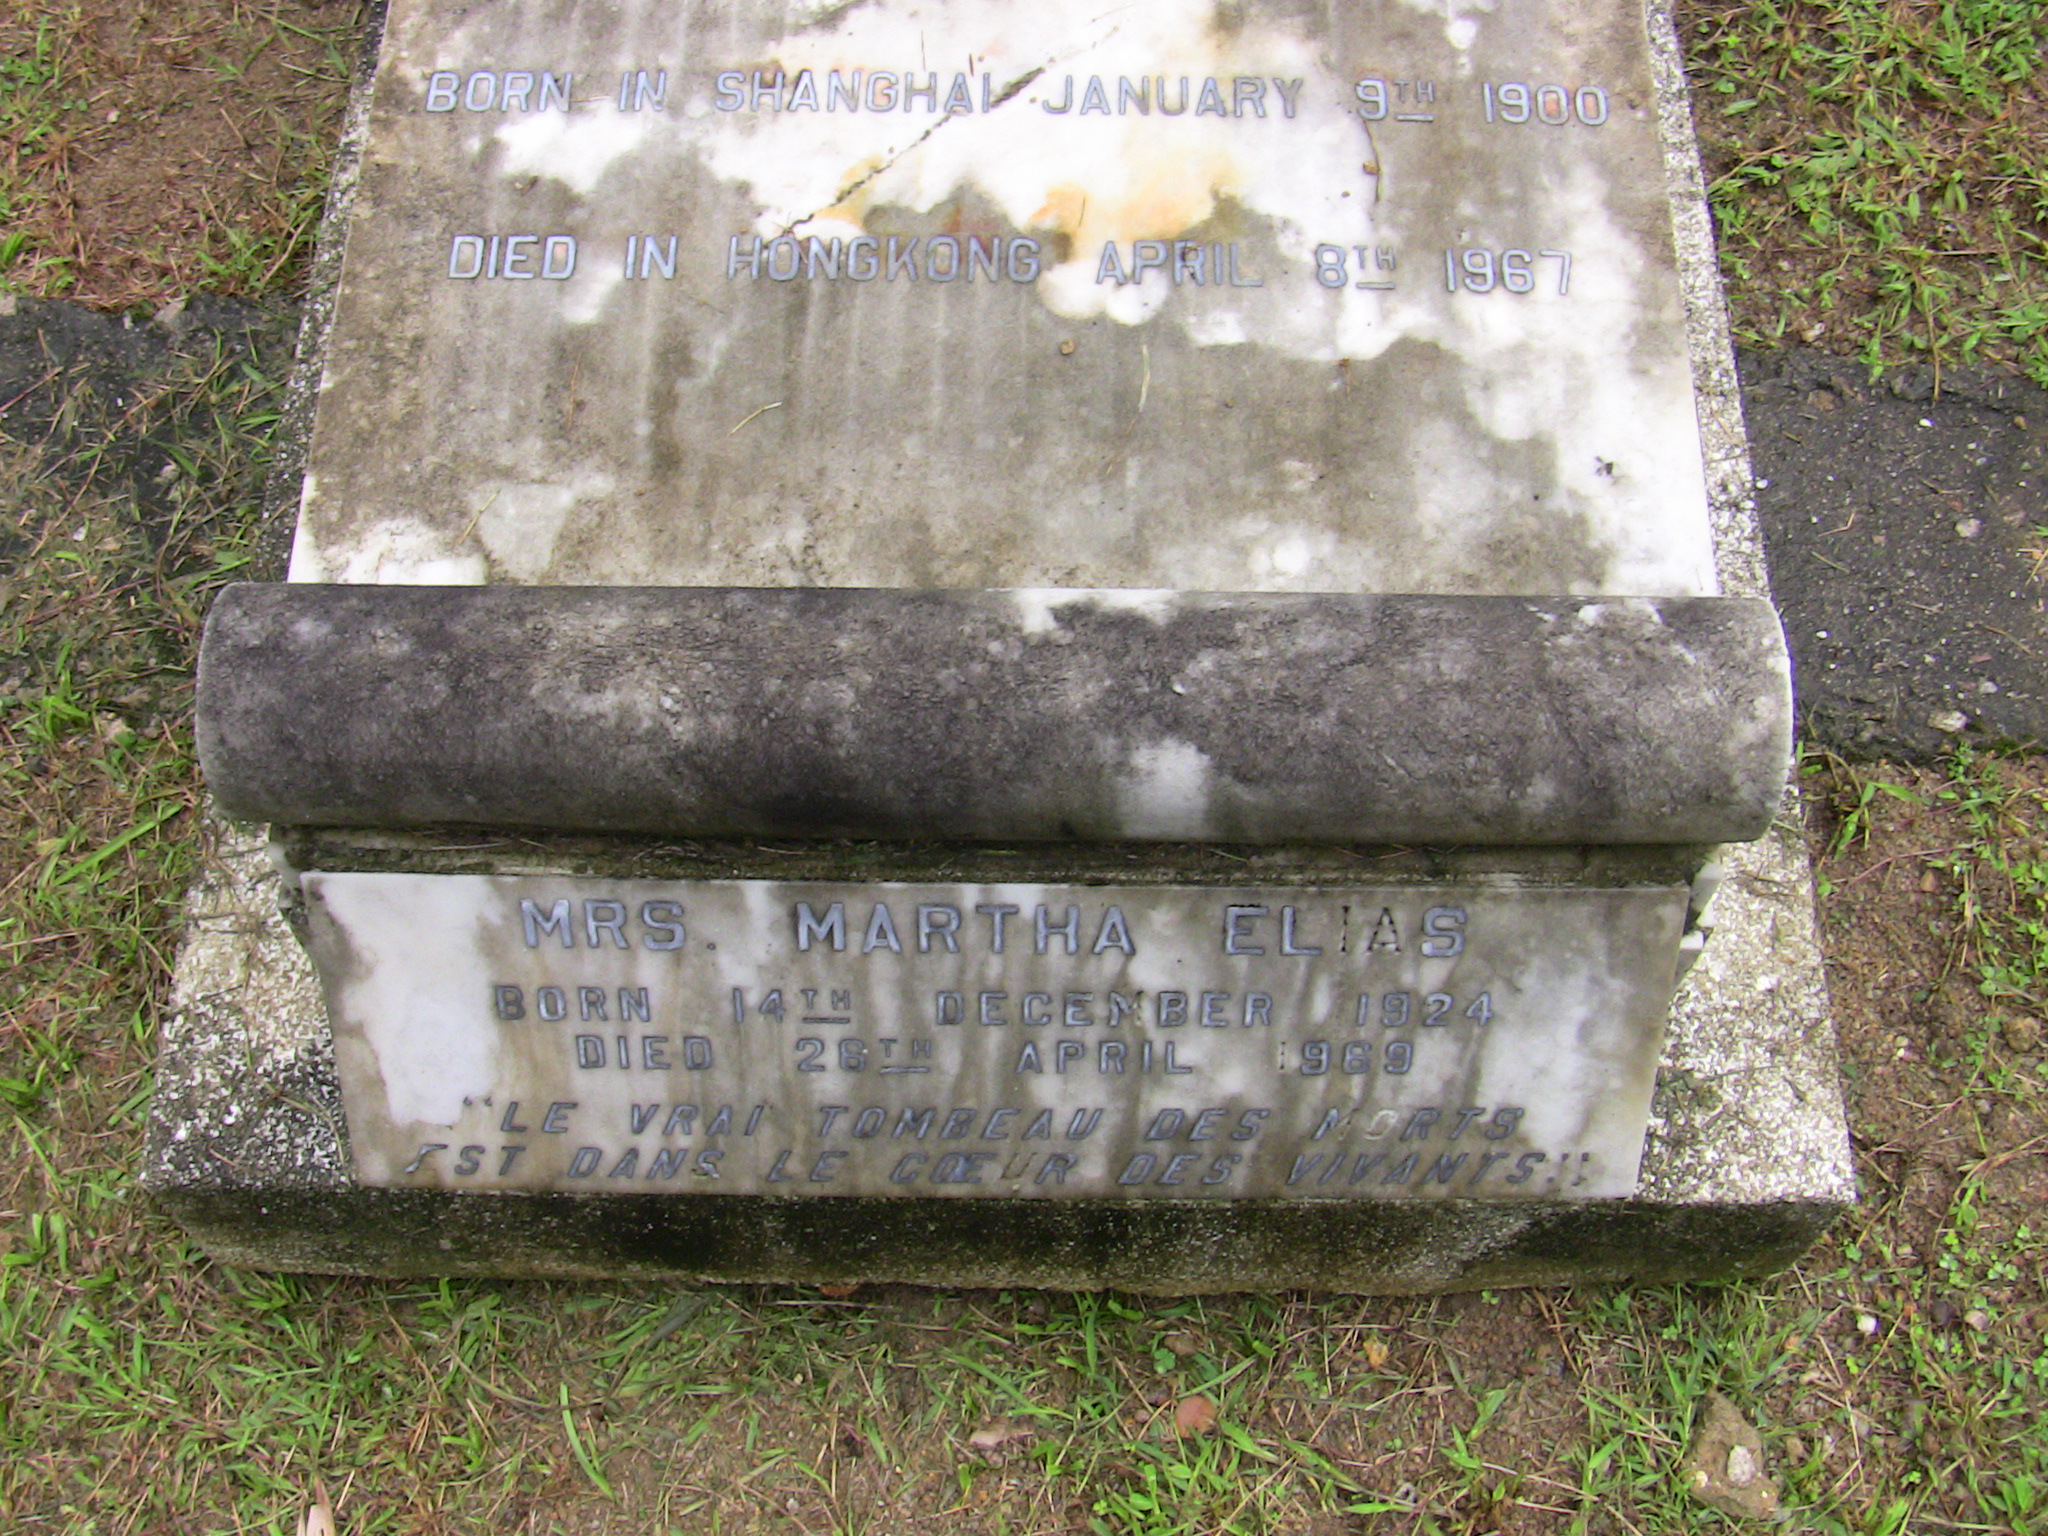 BORN IN SHANGHAI JANUARY 9TH 1900
DIED IN HONGKONG APRIL 8TH 1967
MRS. MARTHA ELIAS
BORN 14TH DECEMBER 1924
DIED 26TH APRIL 1969
"LE VRAI TOMBEAU DES MORTS
EST DANS LE CŒUR DES VIVANTS!"